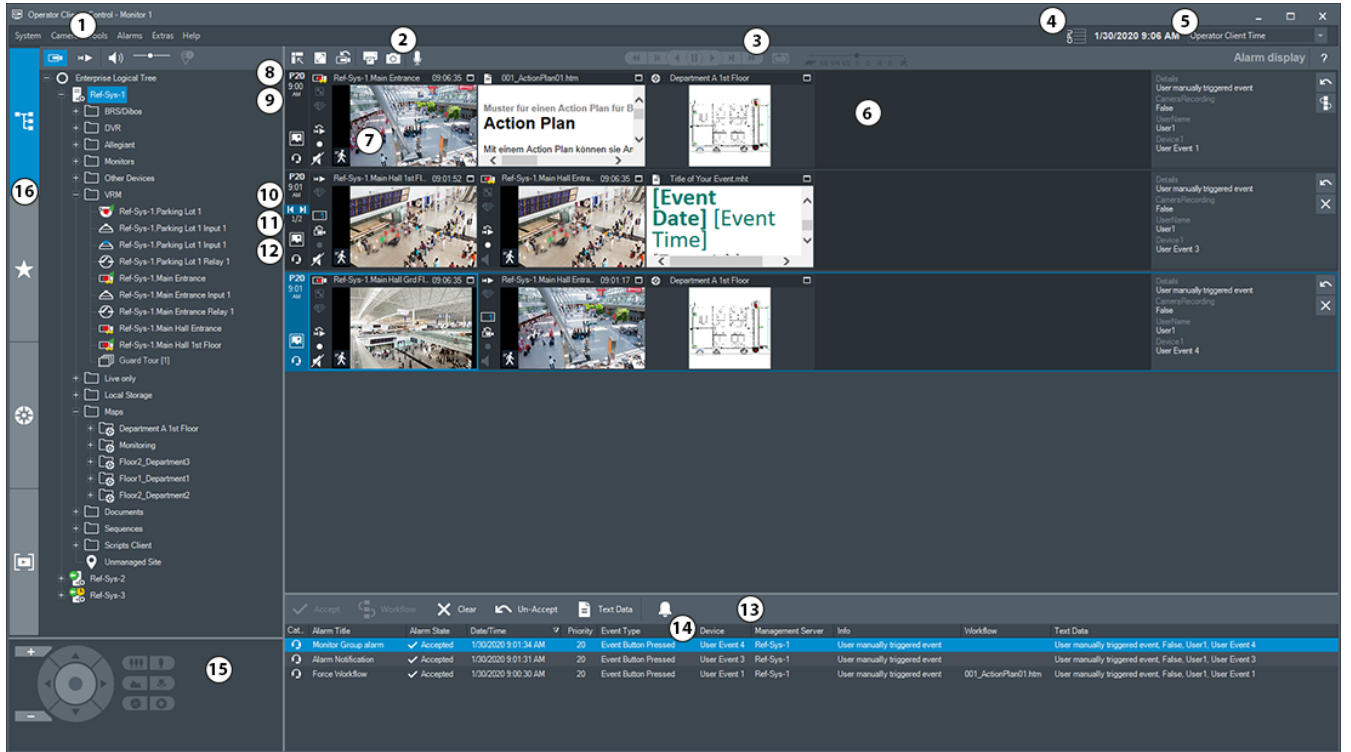 Operator Client Control - Monitor 1
1
2
3
4
5
System Camera Tools Alarms Extras Help
1/30/2020 9:06 AM Operator Client Time
Alarm display ?
Enterprise Logical Tree
Ref-Sys-1
BRS/Dibos
DVR
Allegiant
Monitors
Other Devices
VRM
Ref-Sys-1.Parking Lot 1
Ref-Sys-1.Parking Lot 1 Input 1
Ref-Sys-1.Parking Lot 1 Input 1
Ref-Sys-1.Parking Lot 1 Relay 1
Ref-Sys-1.Main Entrance
Ref-Sys-1.Main Entrance Input 1
Ref-Sys-1.Main Entrance Relay 1
Ref-Sys-1.Main Hall Entrance
Ref-Sys-1.Main Hall 1st Floor
Guard Tour [1]
Live only
Local Storage
Maps
Department A 1st Floor
Monitoring
Floor2_Department3
Floor1_Department1
Floor2_Department2
Documents
Sequences
Scripts Client
Unmanaged Site
Ref-Sys-2
Ref-Sys-3
16
8
9
10
11
12
P20
9:00
AM
Ref-Sys-1.Main Entrance 09:06:35
7
001_ActionPlan01.htm
Muster für einen Action Plan für B
Action Plan
Mit einem Action Plan können sie Ar
Department A 1st Floor
6
Details
User manually triggered event
CameraRecording
False
UserName
User1
Device1
User Event 1
P20
9:01
AM
1/2
Ref-Sys-1.Main Hall 1st Fl.. 09:01:52
Ref-Sys-1.Main Hall Entra.. 09:06:35
Title of Your Event.mht
[Event
Date] [Event
Time]
Details
User manually triggered event
CameraRecording
False
UserName
User1
Device1
User Event 3
P20
9:01
AM
Ref-Sys-1.Main Hall Grd Fl.. 09:06:35
Ref-Sys-1.Main Hall Entra.. 09:01:17
Department A 1st Floor
Details
User manually triggered event
CameraRecording
False
UserName
User1
Device1
User Event 4
Accept Workflow Clear Un-Accept Text Data
13
Cat.. Alarm Title Alarm State Date/Time Priority Event Type 14 Device Management Server Info Workflow Text Data
Monitor Group alarm Accepted 1/30/2020 9:01:34 AM 20 Event Button Pressed User Event 4 Ref-Sys-1 User manually triggered event User manually triggered event, False, User1, User Event 4
Alarm Notification Accepted 1/30/2020 9:01:31 AM 20 Event Button Pressed User Event 3 Ref-Sys-1 User manually triggered event User manually triggered event, False, User1, User Event 3
Force Workflow Accepted 1/30/2020 9:00:30 AM 20 Event Button Pressed User Event 1 Ref-Sys-1 User manually triggered event 001_ActionPlan01.htm User manually triggered event, False, User1, User Event 1
15